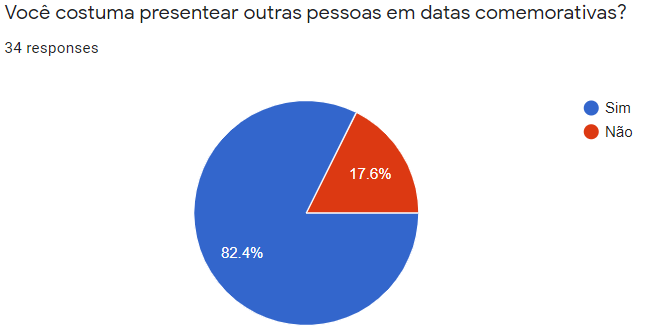 Você costuma presentear outras pessoas em datas comemorativas?
34 responses
Sim
Não
17.6%
82.4%